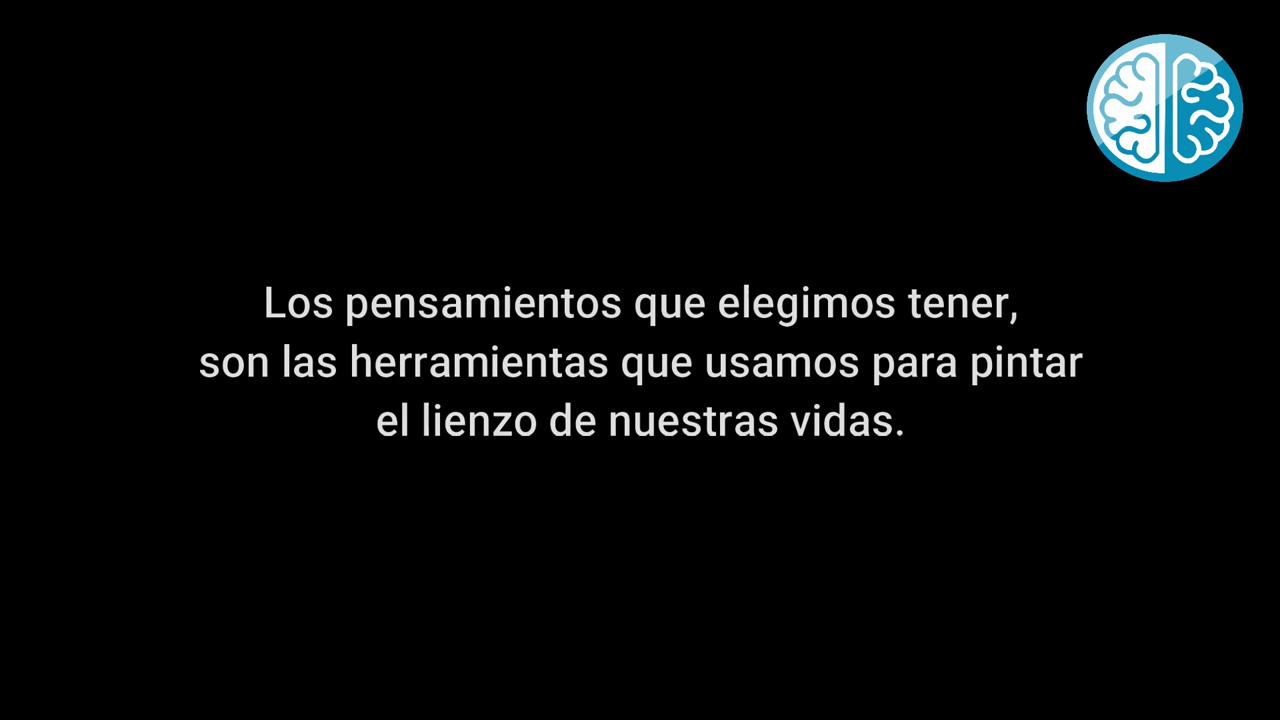 Los pensamientos que elegimos tener,
son las herramientas que usamos para pintar
el lienzo de nuestras vidas.